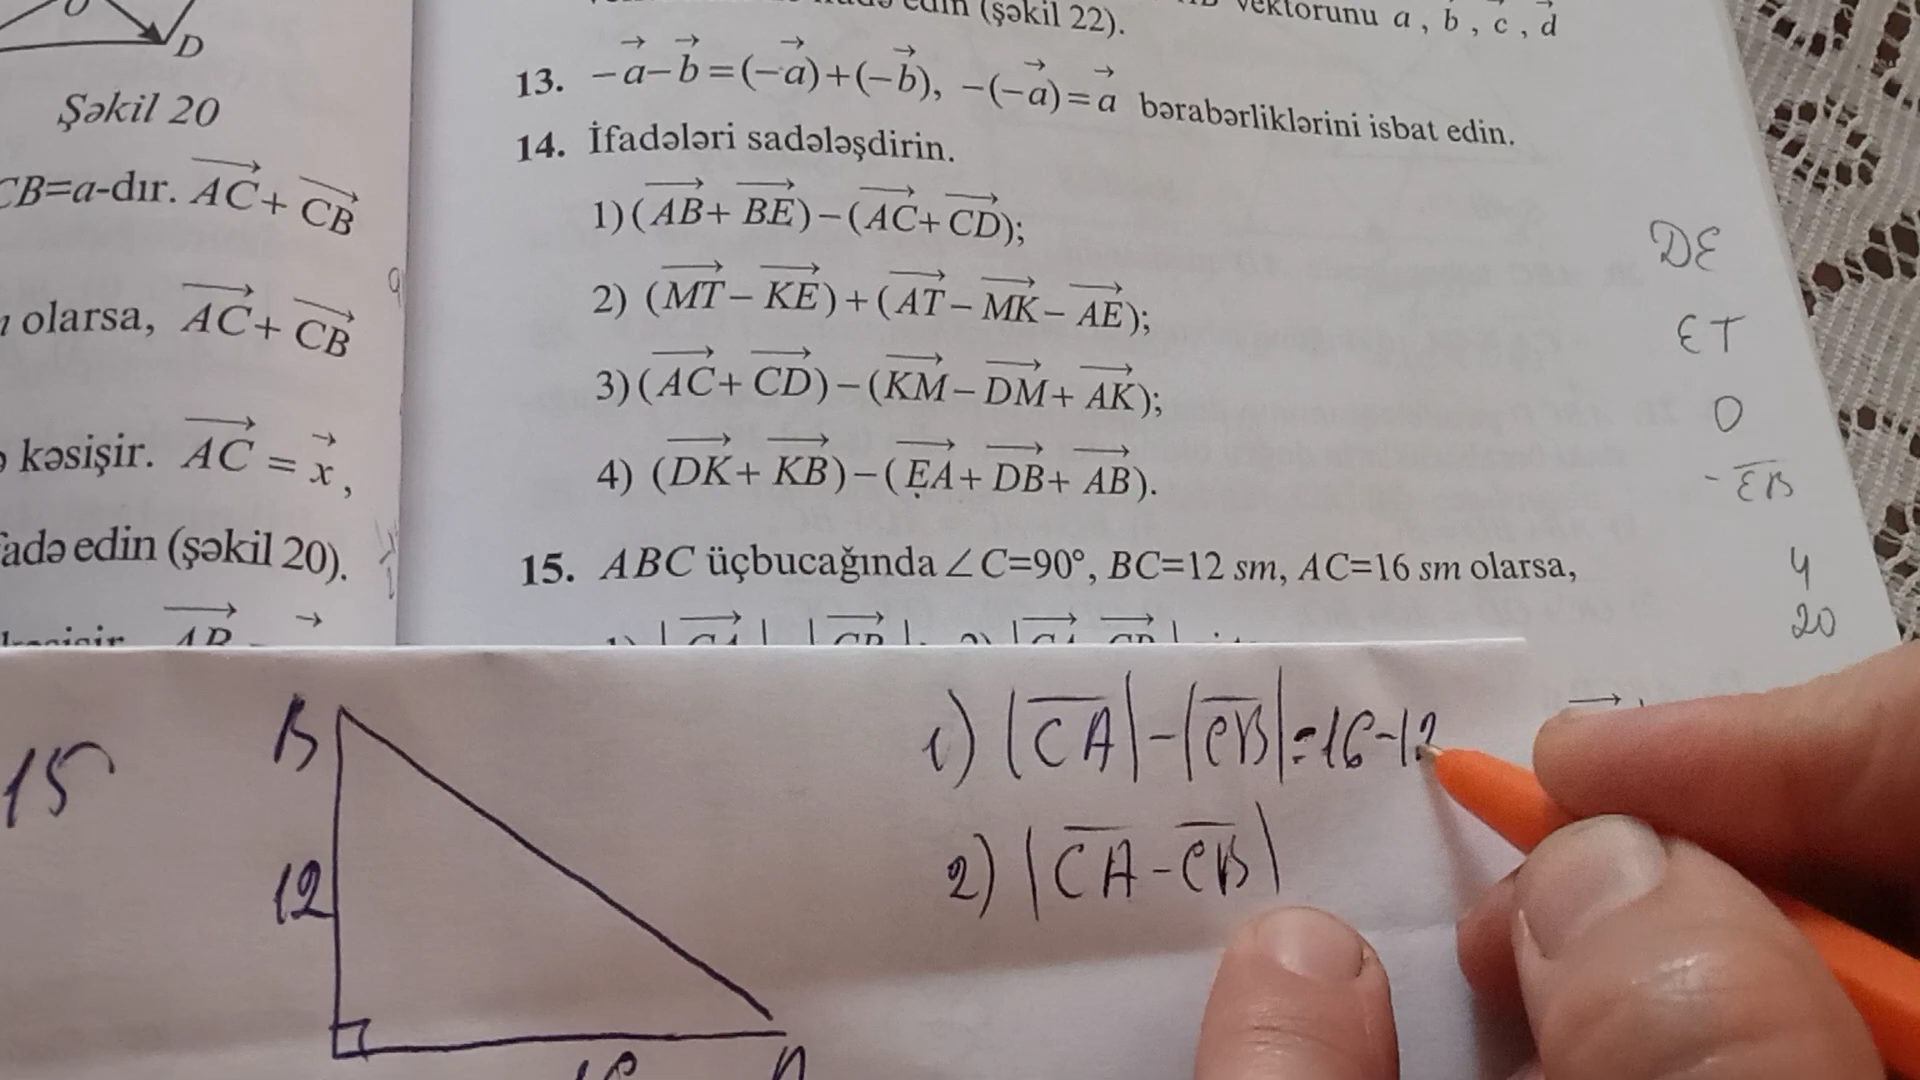 D
Şəkil 20
CB=a-dır. AC+ CB
olarsa, AC+ CB
kəsişir. AC = x,
adə edin (şəkil 20).
edin (şəkil 22). vektorunu a , b , c , d
13. –a–b=(–a)+(–b), –(–a)=a bərabərliklərini isbat edin.
14. İfadələri sadələşdirin.
1) (AB+ BE)–(AC+CD);
2) (MT– KE)+(AT– MK– AE);
3) (AC+ CD)–(KM–DM+ AK);
4) (DK+ KB)–(EA+ DB+ AB).
15. ABC üçbucağında ∠C=90°, BC=12 sm, AC=16 sm olarsa,
DE
ET
0
- EB
4
20
15
B
12
1) |CA|-|CB|=16-12
2) |CA-CB|